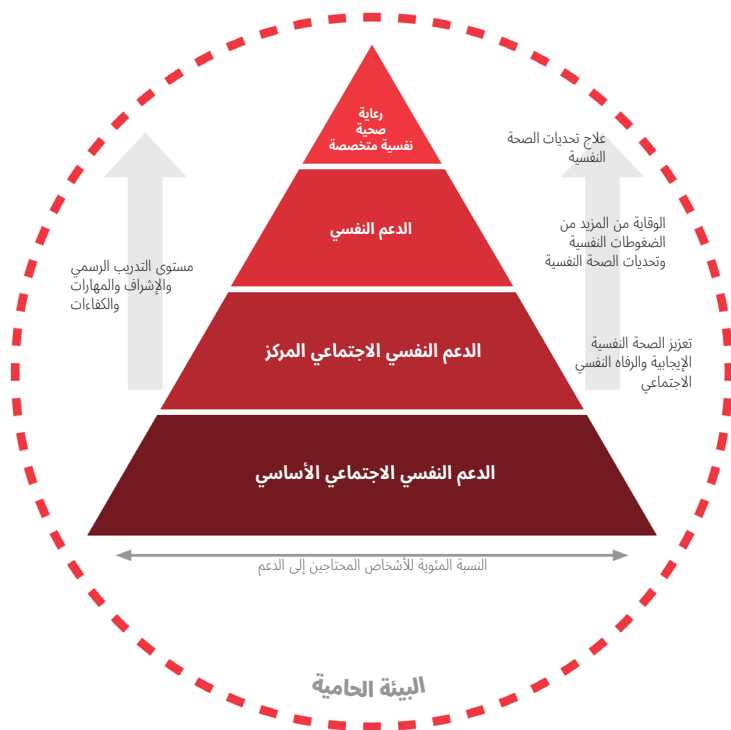 رعاية
صحية
نفسية متخصصة
علاج تحديات الصحة
النفسية
الدعم النفسي
الوقاية من المزيد من
الضغوطات النفسية
وتحديات الصحة النفسية
مستوى التدريب الرسمي
والإشراف والمهارات
والكفاءات
الدعم النفسي الاجتماعي المركز
تعزيز الصحة النفسية
الإيجابية والرفاه النفسي
الاجتماعي
الدعم النفسي الاجتماعي الأساسي
النسبة المئوية للأشخاص المحتاجين إلى الدعم
البيئة الحامية